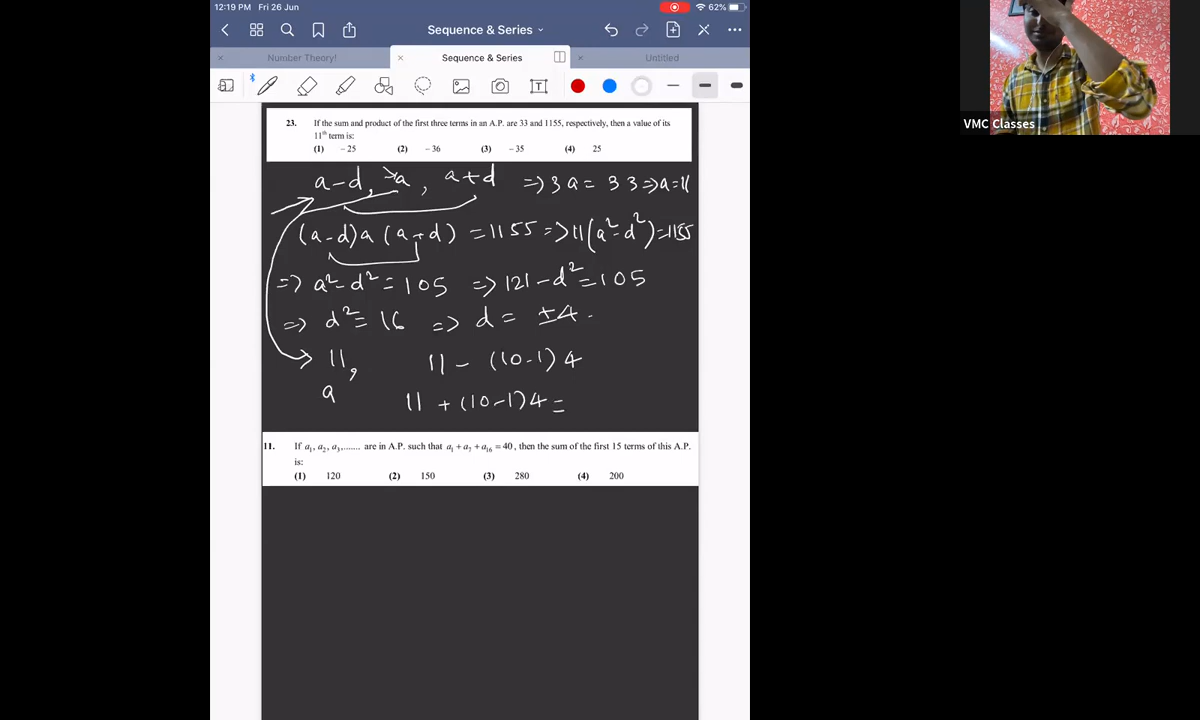 12:19 PM Fri 26 Jun
62%
Sequence & Series
Number Theory!
Sequence & Series
Untitled
T
VMC Classes
23. If the sum and product of the first three terms in an A.P. are 33 and 1155, respectively, then a value of its
11th term is:
(1) – 25 (2) – 36 (3) – 35 (4) 25
a-d, a, a+d => 3a = 33 => a=11
(a-d)a(a+d) = 1155 => 11(a²-d²)=1155
=> a²-d² = 105 => 121-d²=105
=> d² = 16 => d = ±4.
11, 11 - (10-1)4
a 11 + (10-1)4 =
11. If a₁, a₂, a₃,....... are in A.P. such that a₁ + a₇ + a₁₆ = 40, then the sum of the first 15 terms of this A.P.
is:
(1) 120 (2) 150 (3) 280 (4) 200